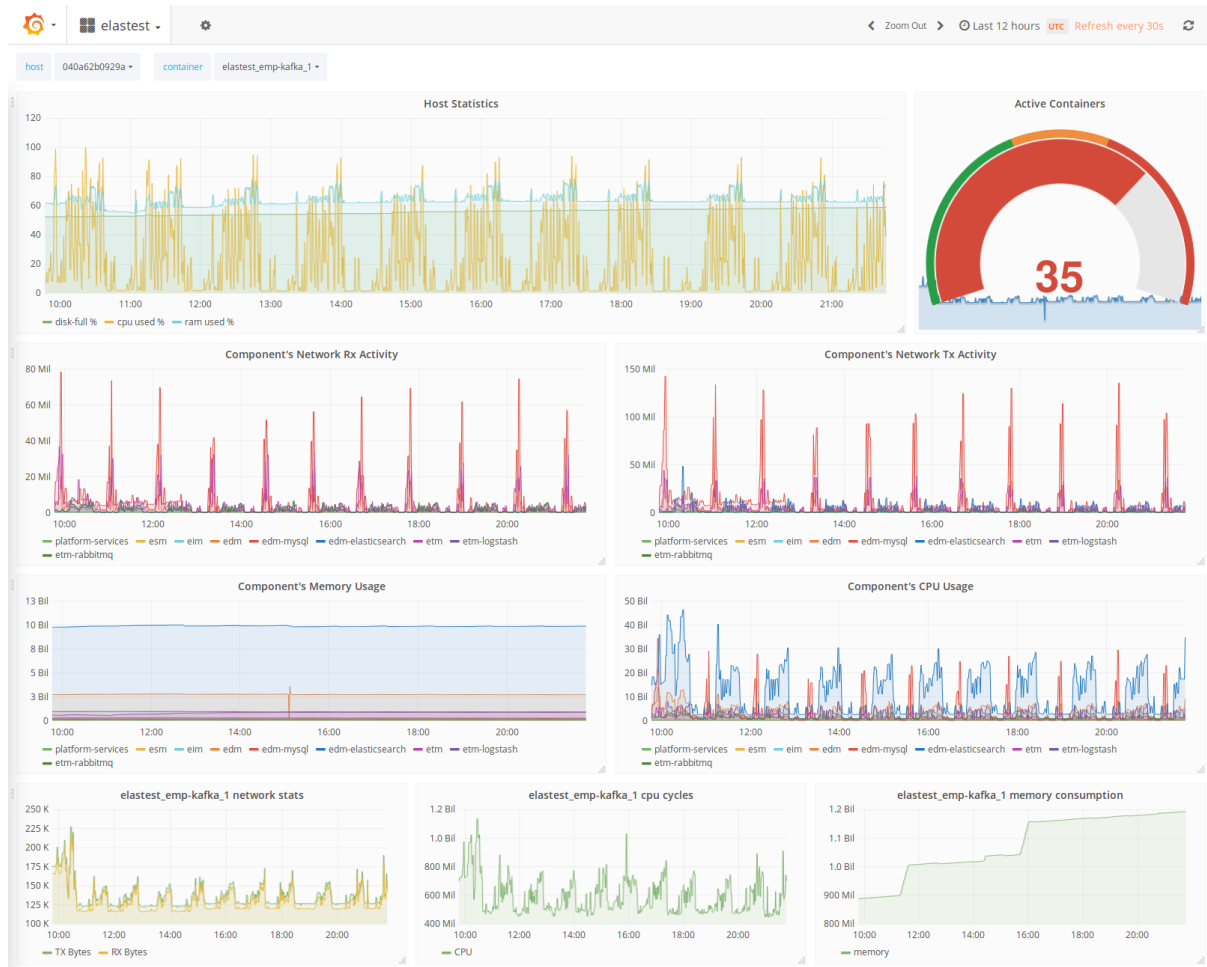 elastest
Zoom Out Last 12 hours UTC Refresh every 30s
host 040a62b0929a container elastest_emp-kafka_1
Host Statistics
120
100
80
60
40
20
0
10:00 11:00 12:00 13:00 14:00 15:00 16:00 17:00 18:00 19:00 20:00 21:00
disk-full % cpu used % ram used %
Active Containers
35
Component's Network Rx Activity
80 Mil
60 Mil
40 Mil
20 Mil
0
10:00 12:00 14:00 16:00 18:00 20:00
platform-services esm eim edm edm-mysql edm-elasticsearch etm etm-logstash
etm-rabbitmq
Component's Network Tx Activity
150 Mil
100 Mil
50 Mil
0
10:00 12:00 14:00 16:00 18:00 20:00
platform-services esm eim edm edm-mysql edm-elasticsearch etm etm-logstash
etm-rabbitmq
Component's Memory Usage
13 Bil
10 Bil
8 Bil
5 Bil
3 Bil
0
10:00 12:00 14:00 16:00 18:00 20:00
platform-services esm eim edm edm-mysql edm-elasticsearch etm etm-logstash
etm-rabbitmq
Component's CPU Usage
50 Bil
40 Bil
30 Bil
20 Bil
10 Bil
0
10:00 12:00 14:00 16:00 18:00 20:00
platform-services esm eim edm edm-mysql edm-elasticsearch etm etm-logstash
etm-rabbitmq
elastest_emp-kafka_1 network stats
250 K
225 K
200 K
175 K
150 K
125 K
100 K
10:00 12:00 14:00 16:00 18:00 20:00
TX Bytes RX Bytes
elastest_emp-kafka_1 cpu cycles
1.2 Bil
1.0 Bil
800 Mil
600 Mil
400 Mil
10:00 12:00 14:00 16:00 18:00 20:00
CPU
elastest_emp-kafka_1 memory consumption
1.2 Bil
1.1 Bil
1.0 Bil
900 Mil
800 Mil
10:00 12:00 14:00 16:00 18:00 20:00
memory